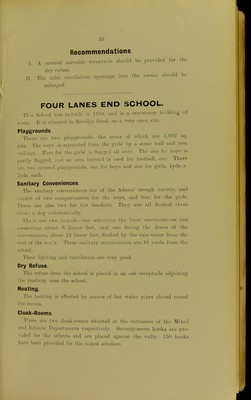 33
Recommendations
I. A covered movable receptacle should be provided for the
dry refuse.
II. The inlet ventilation openings into the rooms should be
enlarged.
FOUR LANES END SCHOOL.
This School was built in 1891, and is a one-storey building of
stone. It is situated in Road, on a very open site.
Playgrounds
There are two playgrounds, the areas of which are 1,992 sq.
yds. The boys' is separated from the girls' by a stone wall and iron
railings. That for the girls' is flagged all over. The one for boys is
partly flagged, and an area beyond is used for football, etc. There
are two covered playgrounds, one for boys and one for girls, yds. x
yds. each.
Sanitary Conveniences.
The sanitary conveniences are of the Adams' trough variety, and
consist of two compartments for the boys, and four for the girls.
There are also two for the teachers. They are all flushed
times a day automatically.
There are two urinals—one adjoining the boys' conveniences and
measuring about 6 linear feet, and one facing the doors of the
conveniences, about 12 linear feet, flushed by the rain-water from the
roof of the w.c.'s. These sanitary conveniences are 16 yards from the
school.
Their lighting and ventilation are very good.
Dry Refuse.
The refuse from the school is placed in an oak receptacle adjoining
the roadway near the school.
Heating.
The heating is effected by means of hot water pipes placed round
the rooms.
Cloak-Rooms.
There are two cloak-rooms situated at the entrances of the Mixed
and Infants' Departments respectively. Seventy-seven hooks are pro-
vided for the infants and are placed against the walls; 150 hooks
have been provided for the mixed scholars.